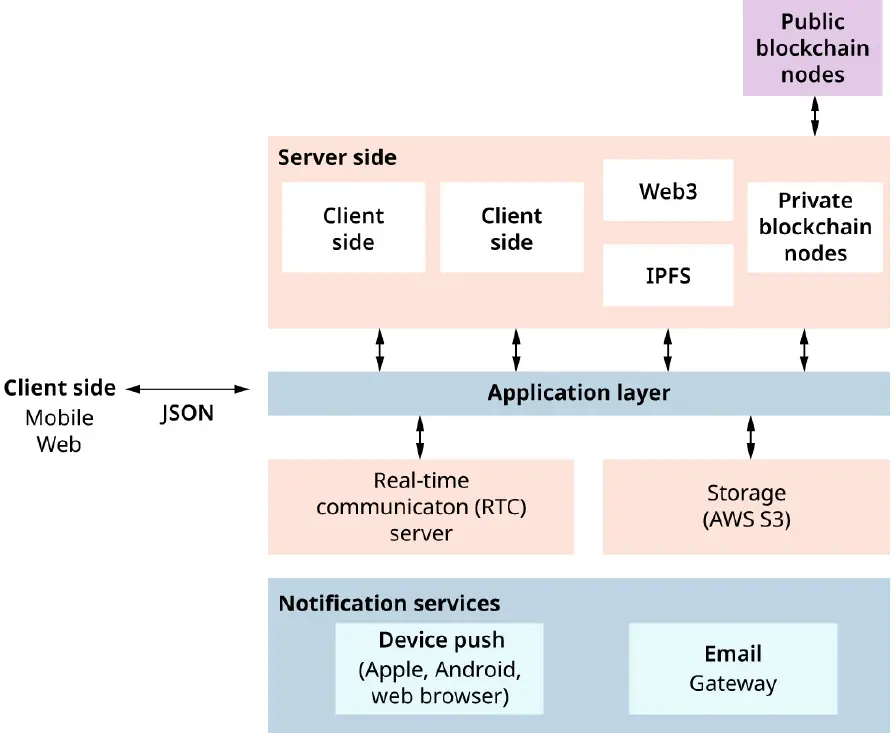 Public
blockchain
nodes
Server side
Client
side
Client
side
Web3
IPFS
Private
blockchain
nodes
Client side
Mobile
Web
JSON
Application layer
Real-time
communicaton (RTC)
server
Storage
(AWS S3)
Notification services
Device push
(Apple, Android,
web browser)
Email
Gateway